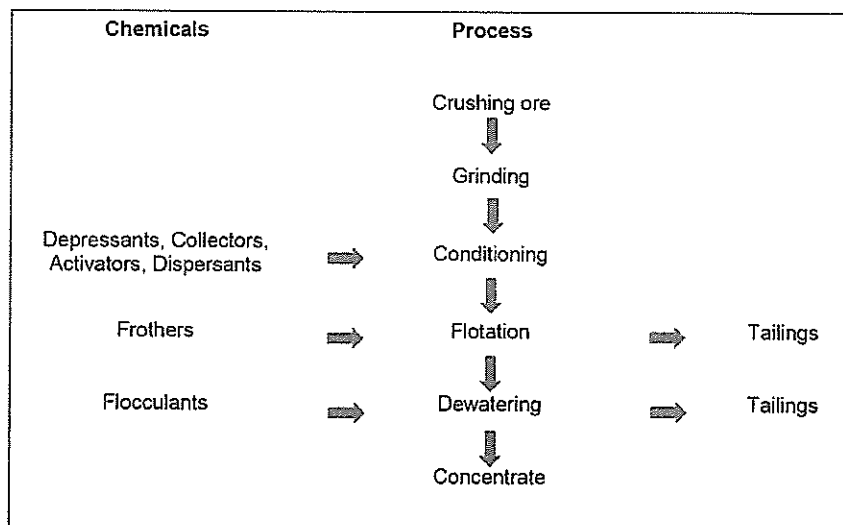 Chemicals Process
Crushing ore
Grinding
Depressants, Collectors,
Activators, Dispersants
Conditioning
Frothers Flotation Tailings
Flocculants Dewatering Tailings
Concentrate